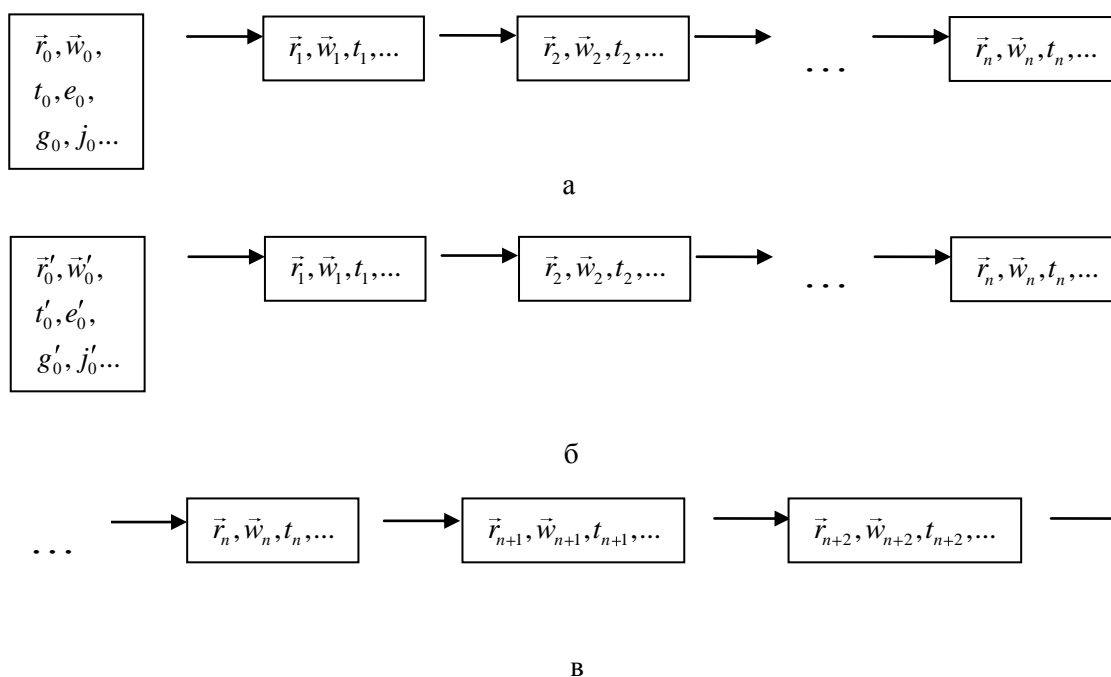 r⃗₀, w⃗₀,
t₀, e₀,
g₀, j₀...
r⃗₁, w⃗₁, t₁,...
r⃗₂, w⃗₂, t₂,...
...
r⃗ₙ, w⃗ₙ, tₙ,...
а
r⃗′₀, w⃗′₀,
t′₀, e′₀,
g′₀, j′₀...
r⃗₁, w⃗₁, t₁,...
r⃗₂, w⃗₂, t₂,...
...
r⃗ₙ, w⃗ₙ, tₙ,...
б
...
r⃗ₙ, w⃗ₙ, tₙ,...
r⃗ₙ₊₁, w⃗ₙ₊₁, tₙ₊₁,...
r⃗ₙ₊₂, w⃗ₙ₊₂, tₙ₊₂,...
в